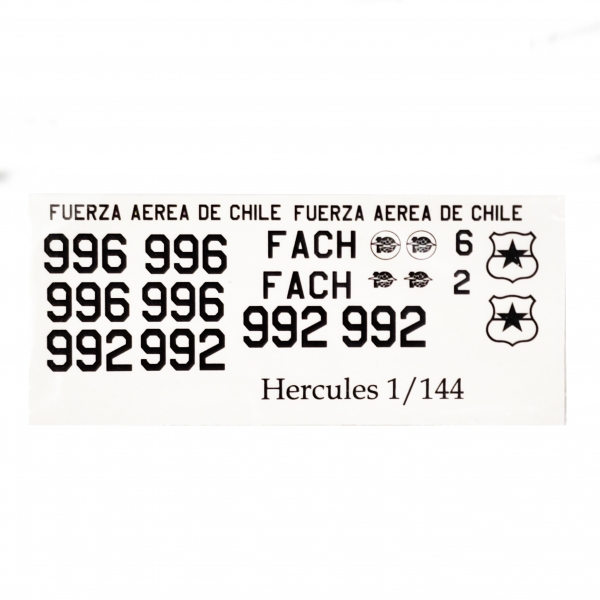 FUERZA AEREA DE CHILE FUERZA AEREA DE CHILE
996 996 FACH 6
996 996 FACH 2
992 992 992 992
Hercules 1/144